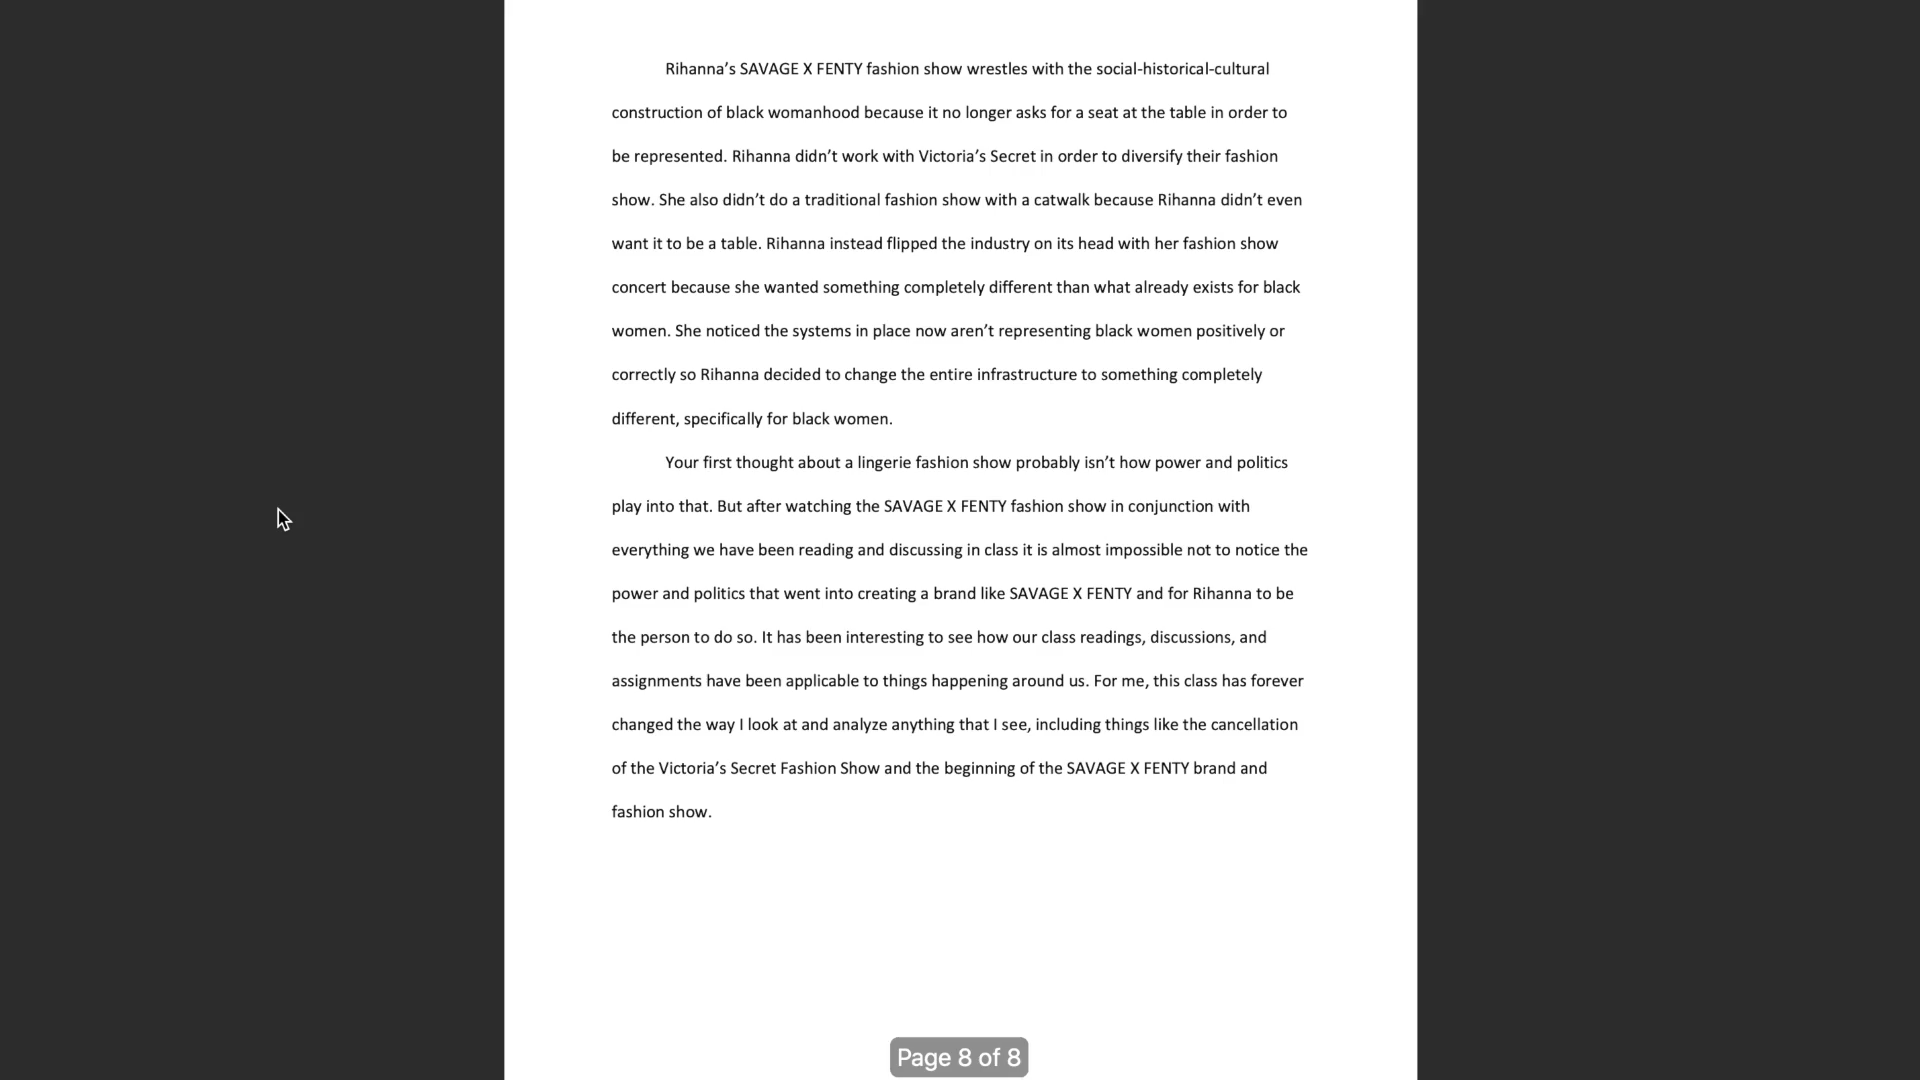 Rihanna’s SAVAGE X FENTY fashion show wrestles with the social-historical-cultural
construction of black womanhood because it no longer asks for a seat at the table in order to
be represented. Rihanna didn’t work with Victoria’s Secret in order to diversify their fashion
show. She also didn’t do a traditional fashion show with a catwalk because Rihanna didn’t even
want it to be a table. Rihanna instead flipped the industry on its head with her fashion show
concert because she wanted something completely different than what already exists for black
women. She noticed the systems in place now aren’t representing black women positively or
correctly so Rihanna decided to change the entire infrastructure to something completely
different, specifically for black women.
Your first thought about a lingerie fashion show probably isn’t how power and politics
play into that. But after watching the SAVAGE X FENTY fashion show in conjunction with
everything we have been reading and discussing in class it is almost impossible not to notice the
power and politics that went into creating a brand like SAVAGE X FENTY and for Rihanna to be
the person to do so. It has been interesting to see how our class readings, discussions, and
assignments have been applicable to things happening around us. For me, this class has forever
changed the way I look at and analyze anything that I see, including things like the cancellation
of the Victoria’s Secret Fashion Show and the beginning of the SAVAGE X FENTY brand and
fashion show.
Page 8 of 8